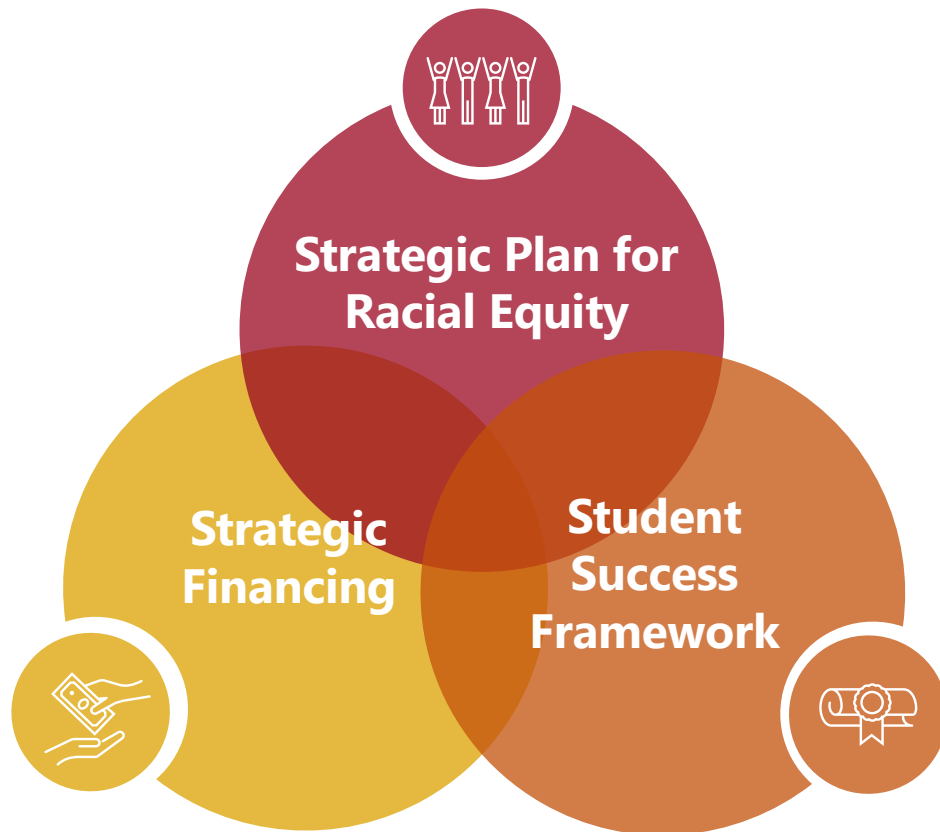 Strategic Plan for
Racial Equity
Strategic
Financing
Student
Success
Framework